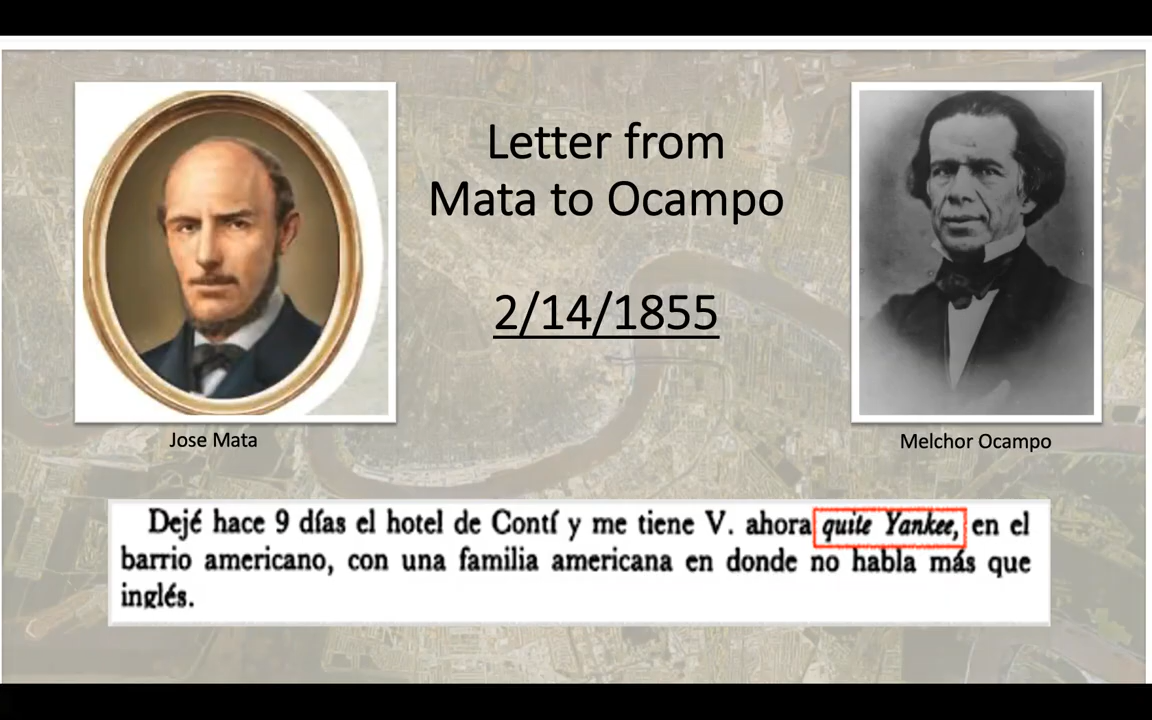 Letter from
Mata to Ocampo
2/14/1855
Jose Mata
Melchor Ocampo
Dejé hace 9 días el hotel de Contí y me tiene V. ahora quite Yankee, en el
barrio americano, con una familia americana en donde no habla más que
inglés.